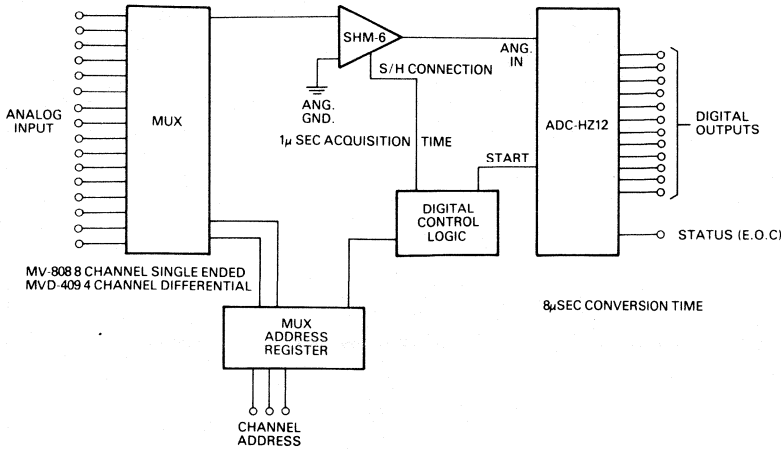 SHM-6
ANG.
IN
S/H CONNECTION
ANALOG
INPUT
MUX
ANG.
GND.
ADC-HZ12
DIGITAL
OUTPUTS
1μ SEC ACQUISITION TIME
START
DIGITAL
CONTROL
LOGIC
STATUS (E.O.C)
MV-808 8 CHANNEL SINGLE ENDED
MVD-409 4 CHANNEL DIFFERENTIAL
8μSEC CONVERSION TIME
MUX
ADDRESS
REGISTER
CHANNEL
ADDRESS